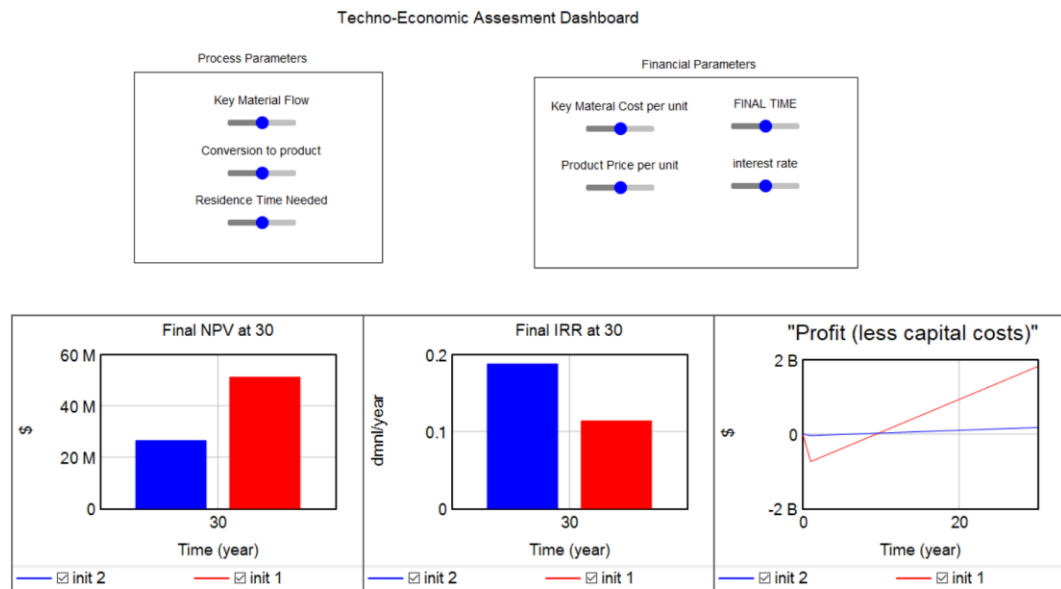 Techno-Economic Assesment Dashboard
Process Parameters
Key Material Flow
Conversion to product
Residence Time Needed
Financial Parameters
Key Materal Cost per unit
FINAL TIME
Product Price per unit
interest rate
Final NPV at 30
60 M
40 M
20 M
0
$
30
Time (year)
init 2
init 1
Final IRR at 30
0.2
0.1
0
dmnl/year
30
Time (year)
init 2
init 1
"Profit (less capital costs)"
2 B
0
-2 B
$
0 20
Time (year)
init 2
init 1